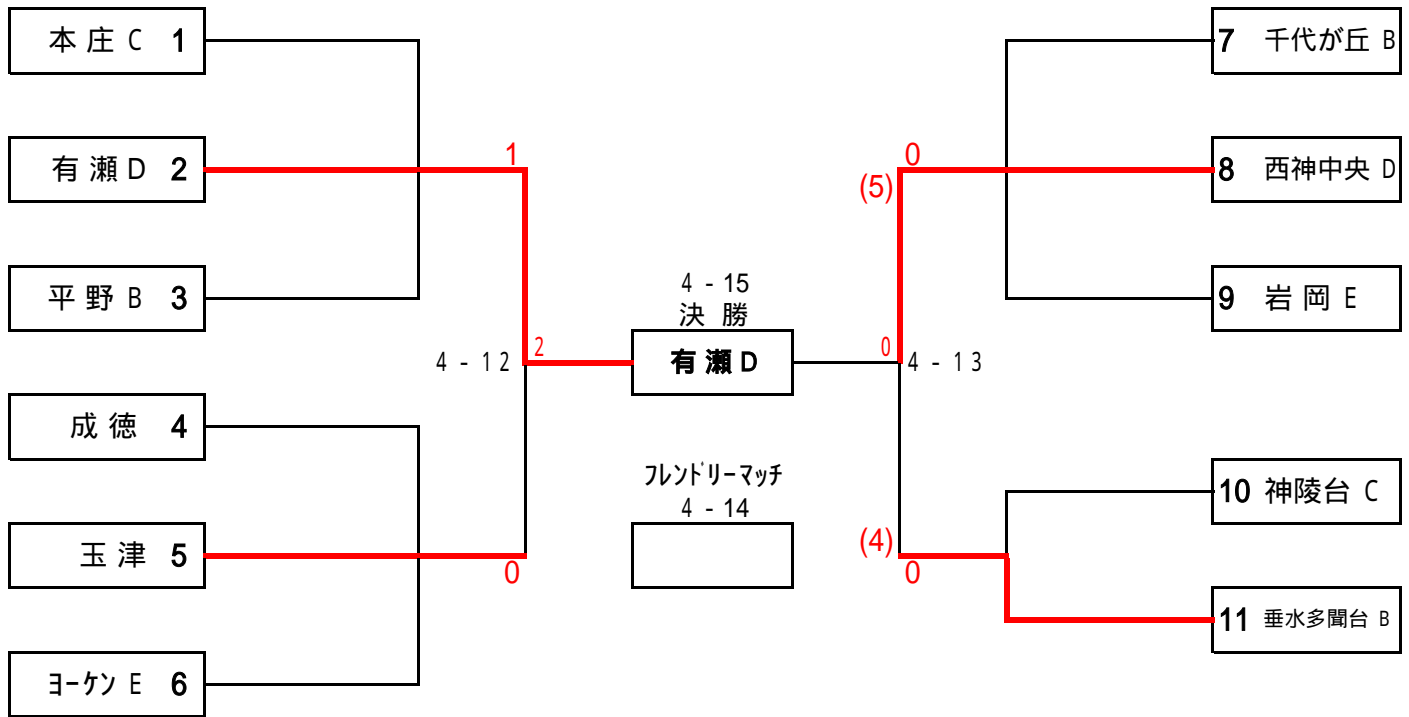 本庄 C 1
有瀬 D 2
平野 B 3
成徳 4
玉津 5
ﾖｰｹﾝ E 6
1
4 - 12
2
0
4 - 15
決 勝
有瀬 D
ﾌﾚﾝﾄﾞﾘｰﾏｯﾁ
4 - 14
0
(5)
0
4 - 13
(4)
0
7 千代が丘 B
8 西神中央 D
9 岩岡 E
10 神陵台 C
11 垂水多聞台 B